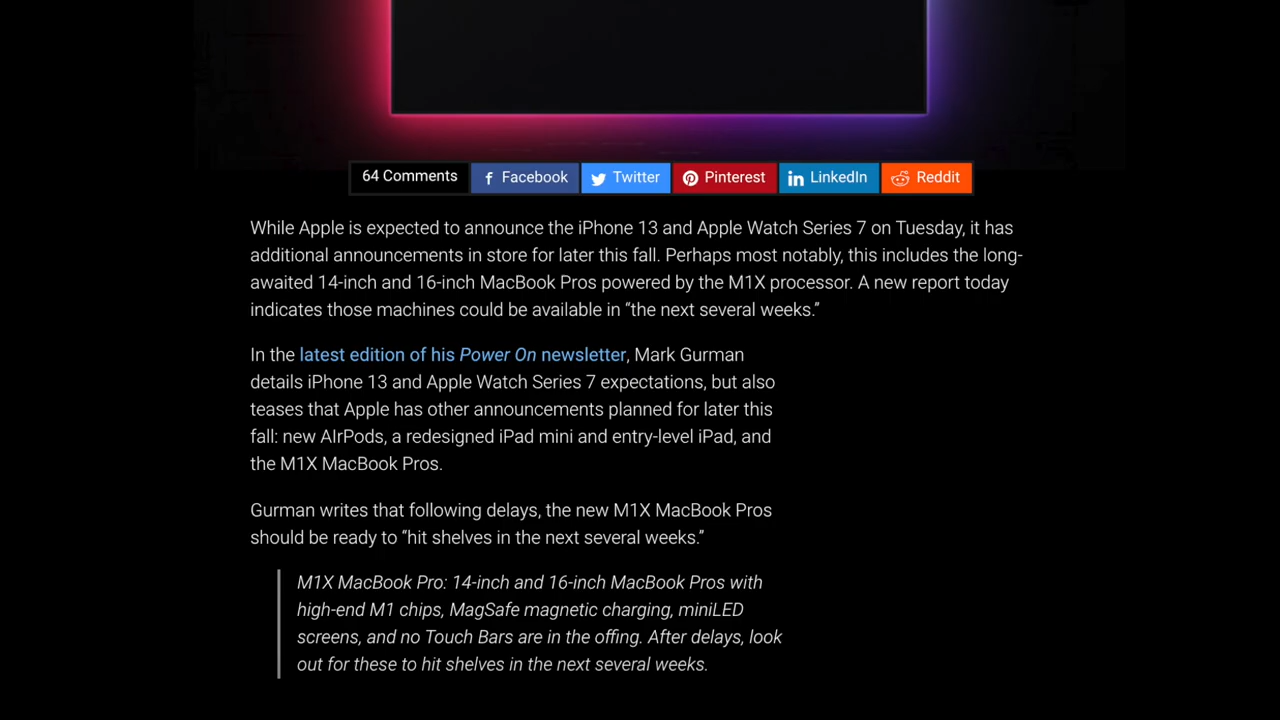 64 Comments Facebook Twitter Pinterest LinkedIn Reddit
While Apple is expected to announce the iPhone 13 and Apple Watch Series 7 on Tuesday, it has
additional announcements in store for later this fall. Perhaps most notably, this includes the long-
awaited 14-inch and 16-inch MacBook Pros powered by the M1X processor. A new report today
indicates those machines could be available in “the next several weeks.”
In the latest edition of his Power On newsletter, Mark Gurman
details iPhone 13 and Apple Watch Series 7 expectations, but also
teases that Apple has other announcements planned for later this
fall: new AIrPods, a redesigned iPad mini and entry-level iPad, and
the M1X MacBook Pros.
Gurman writes that following delays, the new M1X MacBook Pros
should be ready to “hit shelves in the next several weeks.”
M1X MacBook Pro: 14-inch and 16-inch MacBook Pros with
high-end M1 chips, MagSafe magnetic charging, miniLED
screens, and no Touch Bars are in the offing. After delays, look
out for these to hit shelves in the next several weeks.